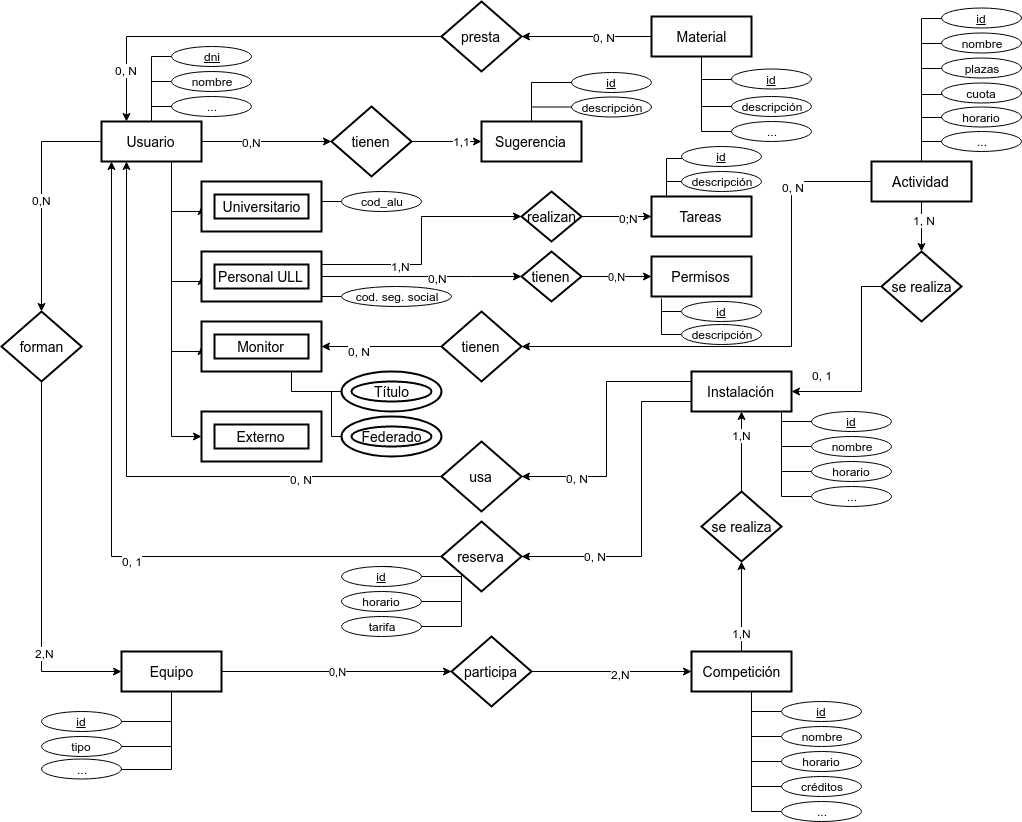 presta
0, N
Material
id
nombre
plazas
cuota
horario
...
0, N
dni
nombre
...
id
descripción
id
descripción
...
Usuario
0,N
tienen
1,1
Sugerencia
Actividad
id
descripción
0, N
1, N
0,N
Universitario
cod_alu
realizan
0;N
Tareas
1,N
Personal ULL
0,N
tienen
0,N
Permisos
cod. seg. social
id
descripción
se realiza
forman
Monitor
0, N
tienen
0, 1
Título
Federado
Externo
Instalación
id
nombre
horario
...
1,N
0, N
usa
0, N
se realiza
0, 1
reserva
0, N
id
horario
tarifa
1,N
2,N
Equipo
0,N
participa
2,N
Competición
id
tipo
...
id
nombre
horario
créditos
...